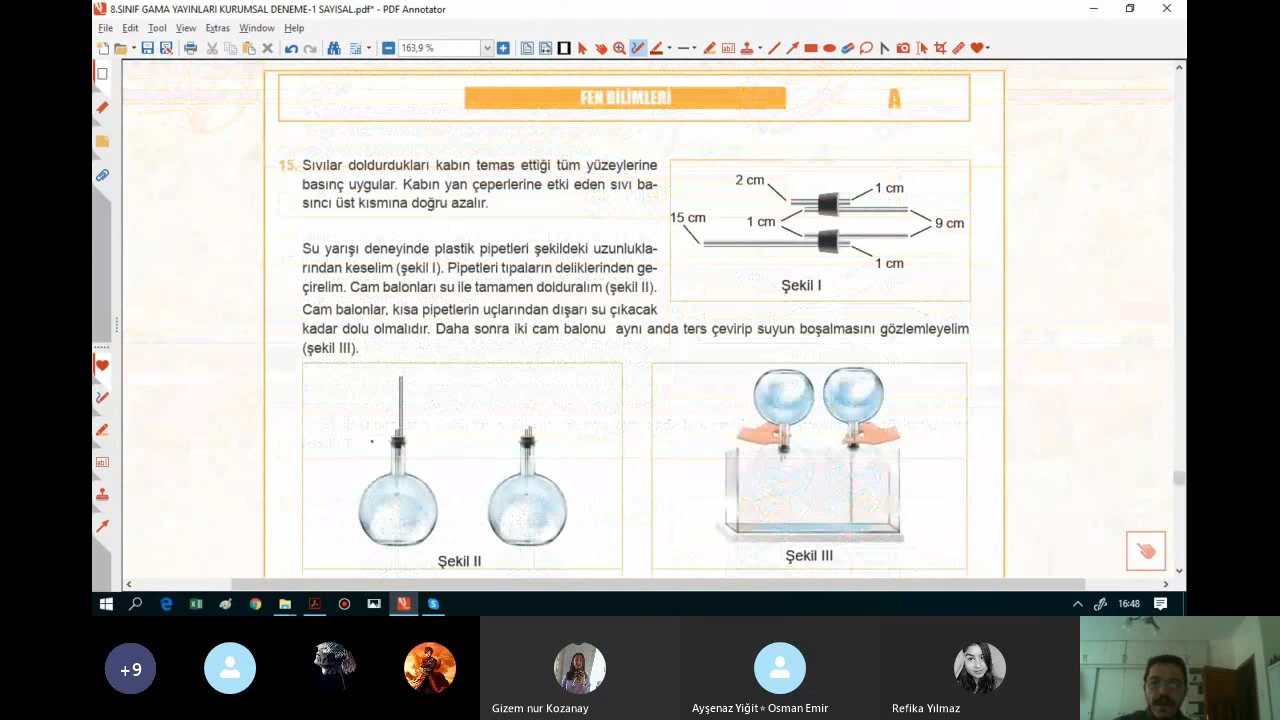 8.SINIF GAMA YAYINLARI KURUMSAL DENEME-1 SAYISAL.pdf* - PDF Annotator
File Edit Tool View Extras Window Help
163,9 %
FEN BİLİMLERİ
A
15. Sıvılar doldurdukları kabın temas ettiği tüm yüzeylerine
basınç uygular. Kabın yan çeperlerine etki eden sıvı ba-
sıncı üst kısmına doğru azalır.
Su yarışı deneyinde plastik pipetleri şekildeki uzunlukla-
rından keselim (şekil I). Pipetleri tıpaların deliklerinden ge-
çirelim. Cam balonları su ile tamamen dolduralım (şekil II).
Cam balonlar, kısa pipetlerin uçlarından dışarı su çıkacak
kadar dolu olmalıdır. Daha sonra iki cam balonu aynı anda ters çevirip suyun boşalmasını gözlemleyelim
(şekil III).
2 cm
1 cm
15 cm
1 cm
9 cm
1 cm
Şekil I
Şekil II
Şekil III
16:48
+9
Gizem nur Kozanay
Ayşenaz Yiğit⭐Osman Emir
Refika Yılmaz